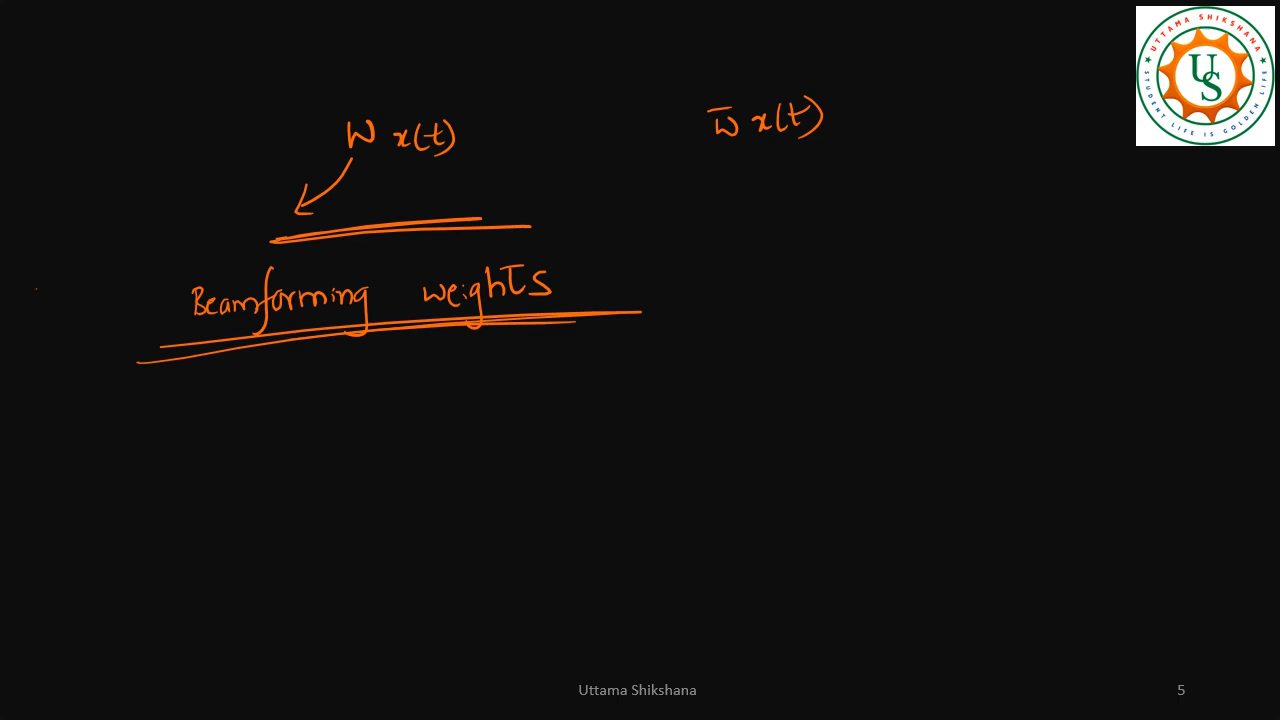 W x(t)
w̄ x(t)
Beamforming weights
UTTAMA SHIKSHANA
US
STUDENT LIFE IS GOLDEN LIFE
Uttama Shikshana
5